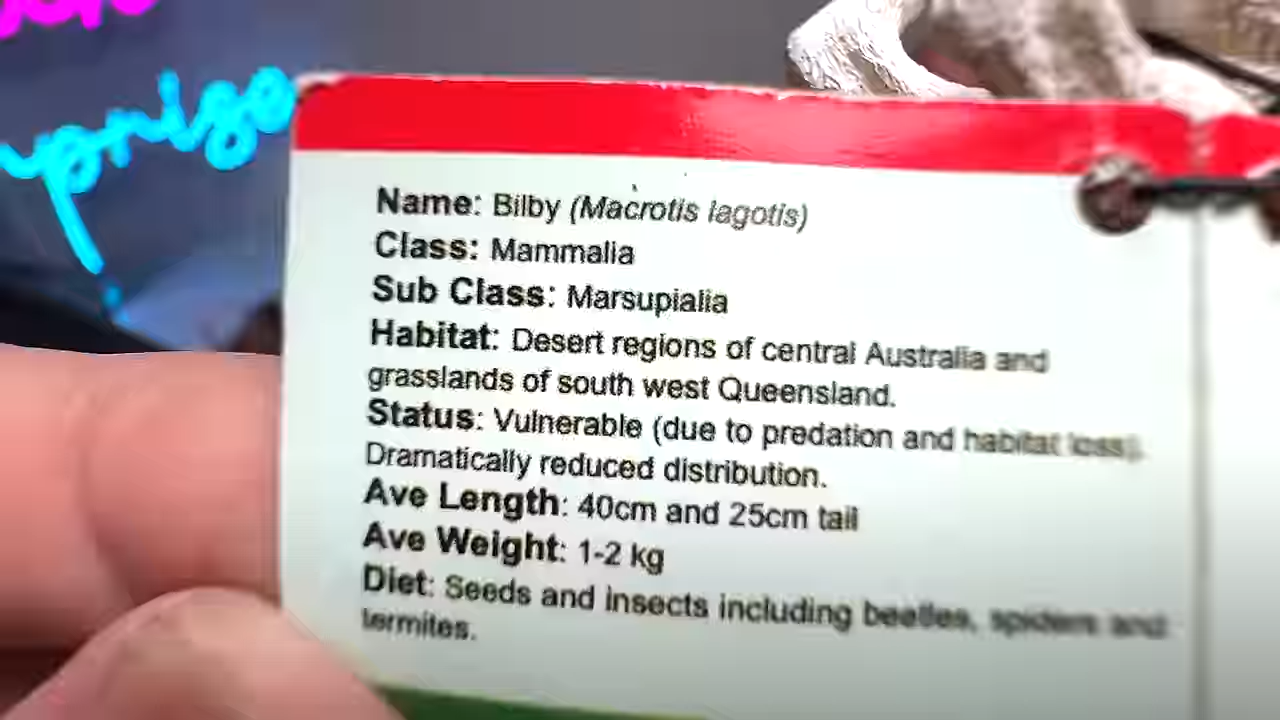 Name: Bilby (Macrotis lagotis)
Class: Mammalia
Sub Class: Marsupialia
Habitat: Desert regions of central Australia and
grasslands of south west Queensland.
Status: Vulnerable (due to predation and habitat loss).
Dramatically reduced distribution.
Ave Length: 40cm and 25cm tail
Ave Weight: 1-2 kg
Diet: Seeds and insects including beetles, spiders and
termites.